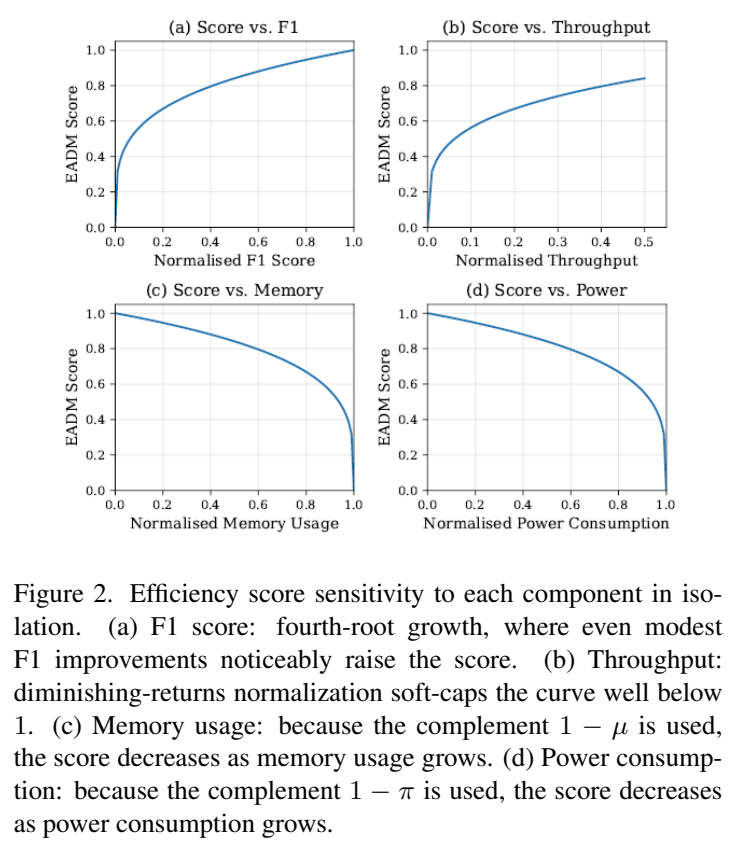 (a) Score vs. F1
(b) Score vs. Throughput
EADM Score
1.0
0.8
0.6
0.4
0.2
0.0
0.0 0.2 0.4 0.6 0.8 1.0
Normalised F1 Score
EADM Score
1.0
0.8
0.6
0.4
0.2
0.0
0.0 0.1 0.2 0.3 0.4 0.5
Normalised Throughput
(c) Score vs. Memory
(d) Score vs. Power
EADM Score
1.0
0.8
0.6
0.4
0.2
0.0
0.0 0.2 0.4 0.6 0.8 1.0
Normalised Memory Usage
EADM Score
1.0
0.8
0.6
0.4
0.2
0.0
0.0 0.2 0.4 0.6 0.8 1.0
Normalised Power Consumption
Figure 2. Efficiency score sensitivity to each component in iso-
lation. (a) F1 score: fourth-root growth, where even modest
F1 improvements noticeably raise the score. (b) Throughput:
diminishing-returns normalization soft-caps the curve well below
1. (c) Memory usage: because the complement 1 − μ is used,
the score decreases as memory usage grows. (d) Power consump-
tion: because the complement 1 − π is used, the score decreases
as power consumption grows.